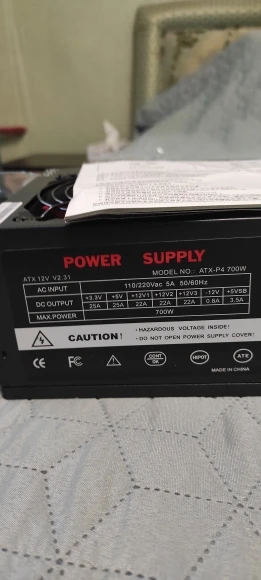 POWER SUPPLY
ATX 12V V2.31 MODEL NO.: ATX-P4 700W
AC INPUT 110/220Vac 5A 50/60Hz
DC OUTPUT +3.3V +5V +12V1 +12V2 +12V3 -12V +5VSB
25A 25A 22A 22A 22A 0.8A 3.5A
MAX.POWER 700W
CAUTION! • HAZARDOUS VOLTAGE INSIDE!
• DO NOT OPEN POWER SUPPLY COVER!
CE FC CONT OK HIPOT ATE
MADE IN CHINA